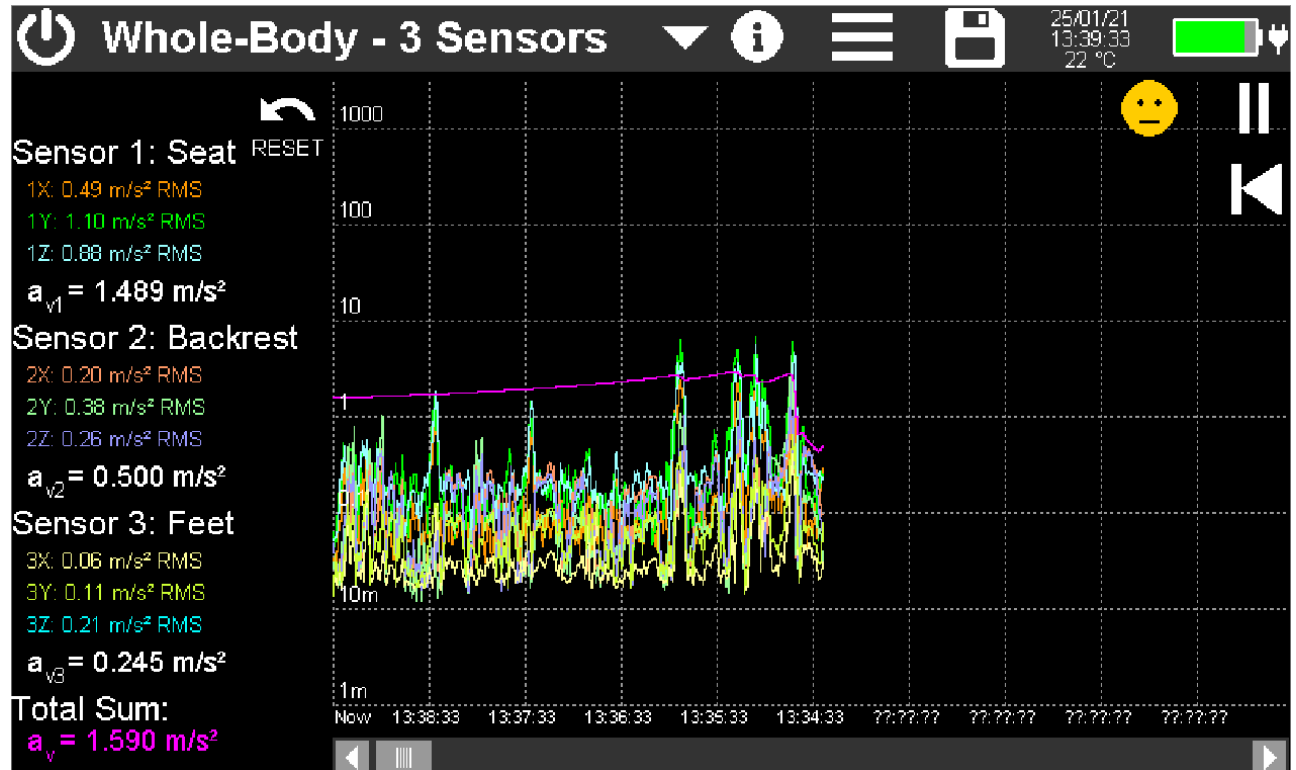 Whole-Body - 3 Sensors
25/01/21
13:39:33
22 °C
RESET
Sensor 1: Seat
1X: 0.49 m/s² RMS
1Y: 1.10 m/s² RMS
1Z: 0.88 m/s² RMS
av1 = 1.489 m/s²
Sensor 2: Backrest
2X: 0.20 m/s² RMS
2Y: 0.38 m/s² RMS
2Z: 0.26 m/s² RMS
av2 = 0.500 m/s²
Sensor 3: Feet
3X: 0.06 m/s² RMS
3Y: 0.11 m/s² RMS
3Z: 0.21 m/s² RMS
av3 = 0.245 m/s²
Total Sum:
av = 1.590 m/s²
1000
100
10
1
10m
1m
Now 13:38:33 13:37:33 13:36:33 13:35:33 13:34:33 ??:??:?? ??:??:?? ??:??:?? ??:??:??